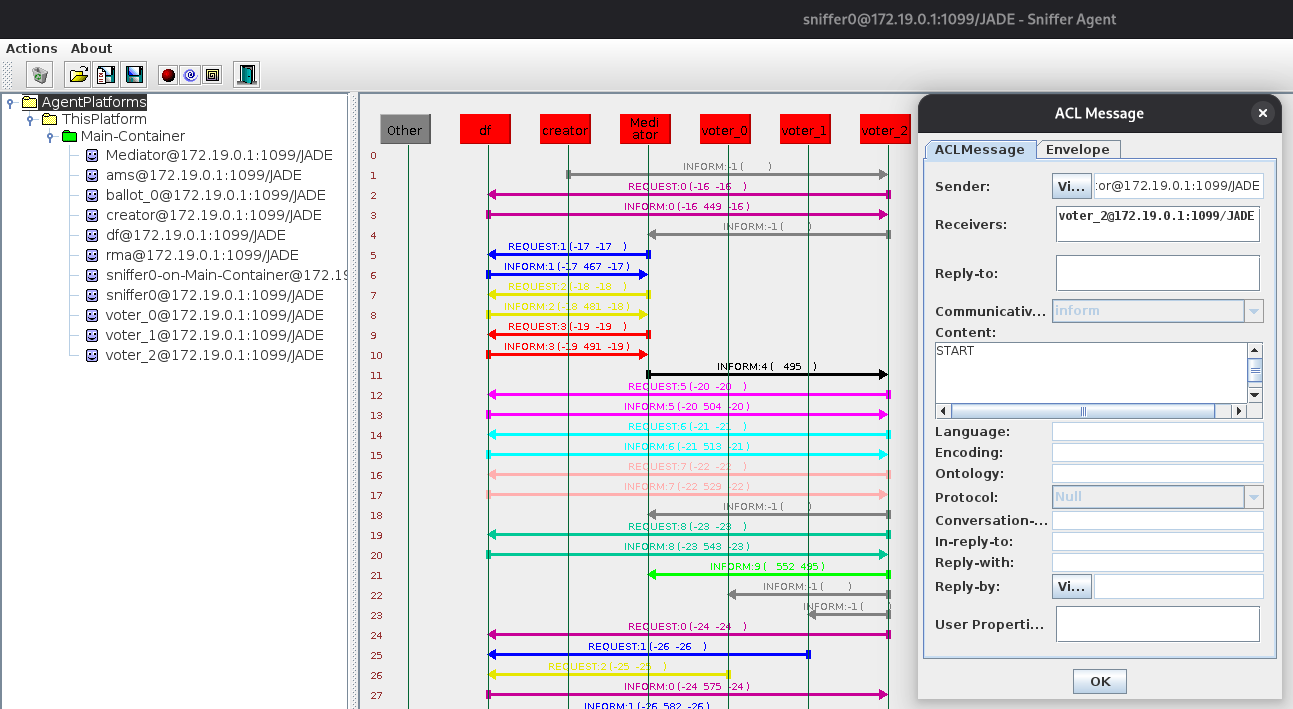 sniffer0@172.19.0.1:1099/JADE - Sniffer Agent
Actions About
AgentPlatforms
ThisPlatform
Main-Container
Mediator@172.19.0.1:1099/JADE
ams@172.19.0.1:1099/JADE
ballot_0@172.19.0.1:1099/JADE
creator@172.19.0.1:1099/JADE
df@172.19.0.1:1099/JADE
rma@172.19.0.1:1099/JADE
sniffer0-on-Main-Container@172.19
sniffer0@172.19.0.1:1099/JADE
voter_0@172.19.0.1:1099/JADE
voter_1@172.19.0.1:1099/JADE
voter_2@172.19.0.1:1099/JADE
Other df creator Medi ator voter_0 voter_1 voter_2
0
1 INFORM:-1 ( )
2 REQUEST:0 (-16 -16 )
3 INFORM:0 (-16 449 -16 )
4 INFORM:-1 ( )
5 REQUEST:1 (-17 -17 )
6 INFORM:1 (-17 467 -17 )
7 REQUEST:2 (-18 -18 )
8 INFORM:2 (-18 481 -18 )
9 REQUEST:3 (-19 -19 )
10 INFORM:3 (-19 491 -19 )
11 INFORM:4 ( 495 )
12 REQUEST:5 (-20 -20 )
13 INFORM:5 (-20 504 -20 )
14 REQUEST:6 (-21 -21 )
15 INFORM:6 (-21 518 -21 )
16 REQUEST:7 (-22 -22 )
17 INFORM:7 (-22 529 -22 )
18 INFORM:-1 ( )
19 REQUEST:8 (-23 -23 )
20 INFORM:8 (-23 543 -23 )
21 INFORM:9 ( 552 495 )
22 INFORM:-1 ( )
23 INFORM:-1 (
24 REQUEST:0 (-24 -24 )
25 REQUEST:1 (-26 -26 )
26 REQUEST:2 (-25 -25 )
27 INFORM:0 (-24 575 -24 )
INFORM:1 (-26 582 -26 )
ACL Message
ACLMessage Envelope
Sender: Vi... :or@172.19.0.1:1099/JADE
Receivers: voter_2@172.19.0.1:1099/JADE
Reply-to:
Communicativ... inform
Content:
START
Language:
Encoding:
Ontology:
Protocol: Null
Conversation-...
In-reply-to:
Reply-with:
Reply-by: Vi...
User Properti...
OK